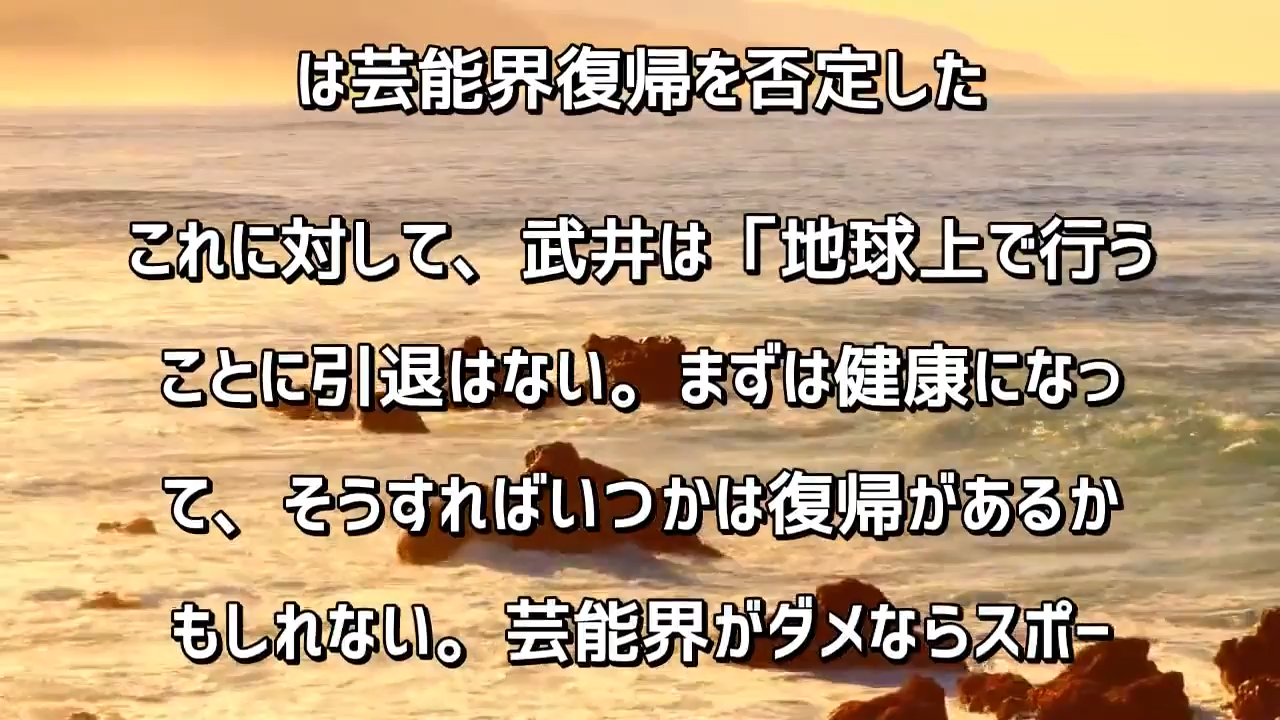 は芸能界復帰を否定した
これに対して、武井は「地球上で行う
ことに引退はない。まずは健康になっ
て、そうすればいつかは復帰があるか
もしれない。芸能界がダメならスポー